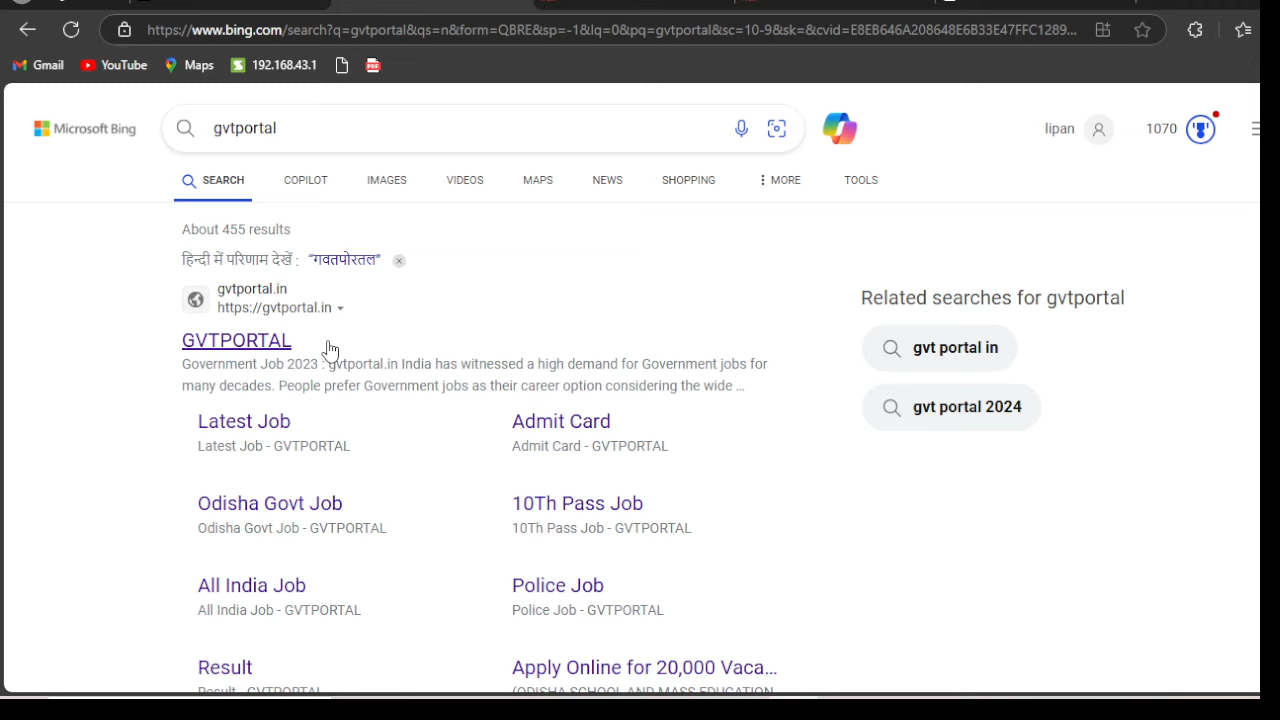 https://www.bing.com/search?q=gvtportal&qs=n&form=QBRE&sp=-1&lq=0&pq=gvtportal&sc=10-9&sk=&cvid=E8EB646A208648E6B33E47FFC1289...
Gmail YouTube Maps 192.168.43.1
Microsoft Bing gvtportal lipan 1070
SEARCH COPILOT IMAGES VIDEOS MAPS NEWS SHOPPING MORE TOOLS
About 455 results
हिन्दी में परिणाम देखें : "गवतपोरतल"
gvtportal.in
https://gvtportal.in
GVTPORTAL
Government Job 2023 : gvtportal.in India has witnessed a high demand for Government jobs for
many decades. People prefer Government jobs as their career option considering the wide ...
Latest Job
Latest Job - GVTPORTAL
Admit Card
Admit Card - GVTPORTAL
Odisha Govt Job
Odisha Govt Job - GVTPORTAL
10Th Pass Job
10Th Pass Job - GVTPORTAL
All India Job
All India Job - GVTPORTAL
Police Job
Police Job - GVTPORTAL
Result
Result - GVTPORTAL
Apply Online for 20,000 Vaca...
(ODISHA SCHOOL AND MASS EDUCATION
Related searches for gvtportal
gvt portal in
gvt portal 2024